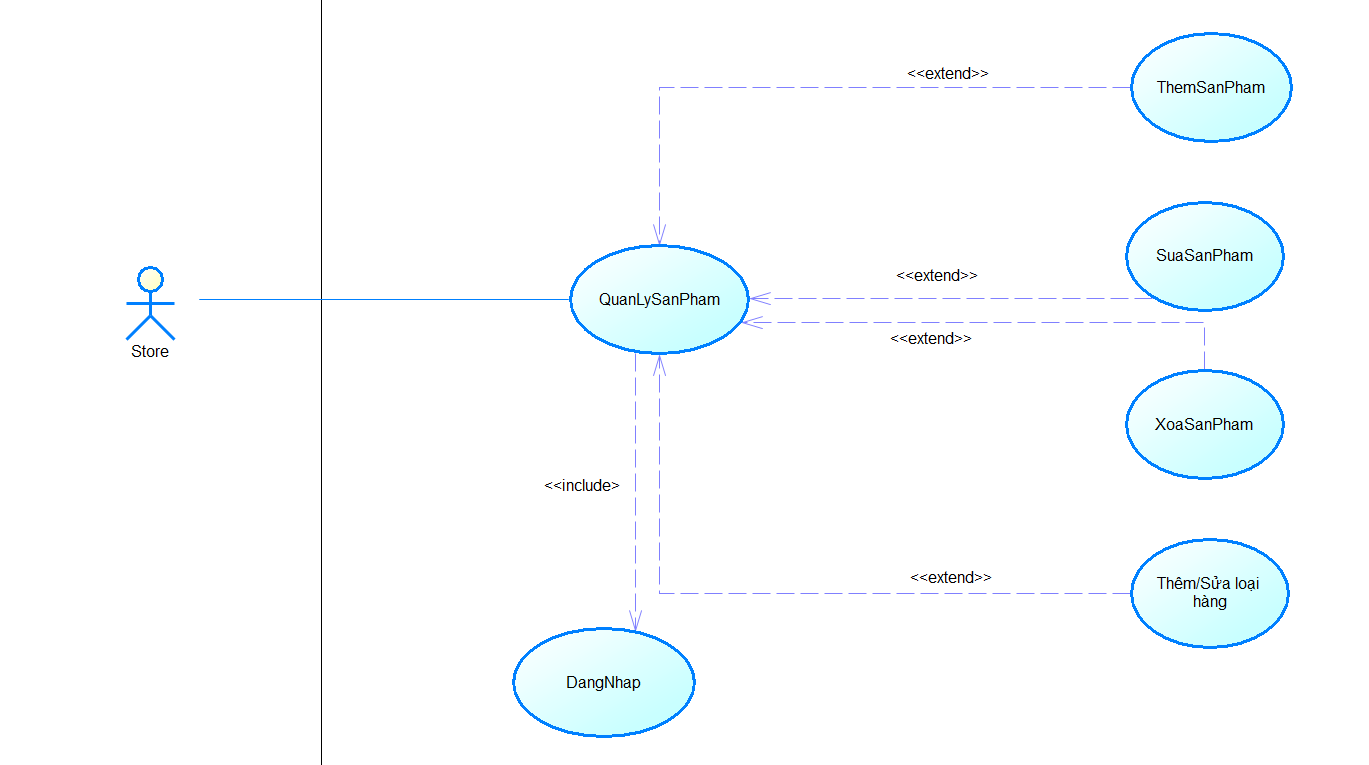 <<extend>>
ThemSanPham
<<extend>>
SuaSanPham
QuanLySanPham
<<extend>>
Store
XoaSanPham
<<include>
<<extend>>
Thêm/Sửa loại
hàng
DangNhap